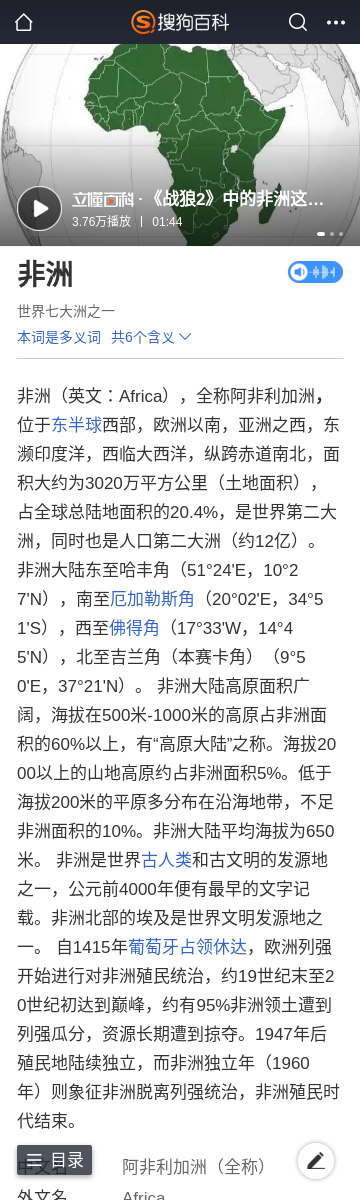 搜狗百科
立懂百科 · 《战狼2》中的非洲这…
3.76万播放 | 01:44
非洲
世界七大洲之一
本词是多义词 共6个含义
非洲（英文：Africa），全称阿非利加洲，
位于东半球西部，欧洲以南，亚洲之西，东
濒印度洋，西临大西洋，纵跨赤道南北，面
积大约为3020万平方公里（土地面积），
占全球总陆地面积的20.4%，是世界第二大
洲，同时也是人口第二大洲（约12亿）。
非洲大陆东至哈丰角（51°24'E，10°2
7'N），南至厄加勒斯角（20°02'E，34°5
1'S），西至佛得角（17°33'W，14°4
5'N），北至吉兰角（本赛卡角）（9°5
0'E，37°21'N）。 非洲大陆高原面积广
阔，海拔在500米-1000米的高原占非洲面
积的60%以上，有“高原大陆”之称。海拔20
00以上的山地高原约占非洲面积5%。低于
海拔200米的平原多分布在沿海地带，不足
非洲面积的10%。非洲大陆平均海拔为650
米。 非洲是世界古人类和古文明的发源地
之一，公元前4000年便有最早的文字记
载。非洲北部的埃及是世界文明发源地之
一。 自1415年葡萄牙占领休达，欧洲列强
开始进行对非洲殖民统治，约19世纪末至2
0世纪初达到巅峰，约有95%非洲领土遭到
列强瓜分，资源长期遭到掠夺。1947年后
殖民地陆续独立，而非洲独立年（1960
年）则象征非洲脱离列强统治，非洲殖民时
代结束。
目录
阿非利加洲（全称）
外文名 Africa